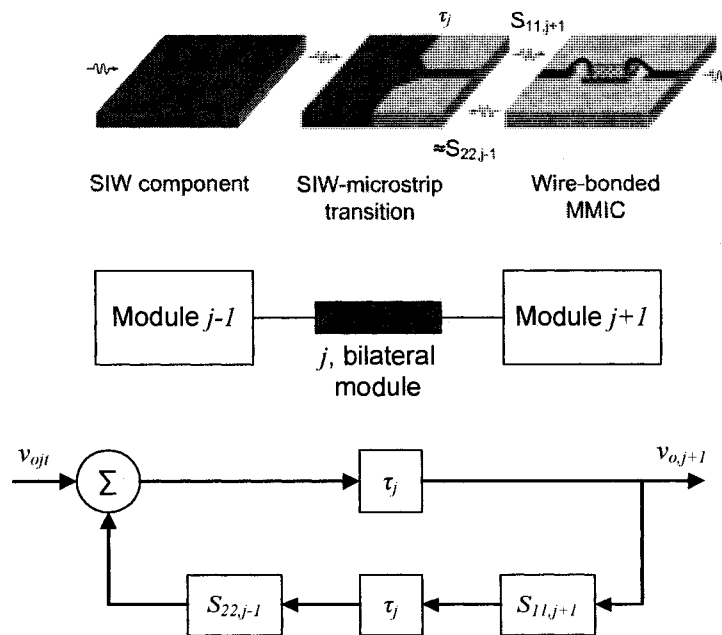 τj
S11,j+1
≈S22,j-1
SIW component
SIW-microstrip transition
Wire-bonded MMIC
Module j-1
Module j+1
j, bilateral module
vojt
Σ
τj
vo,j+1
S22,j-1
τj
S11,j+1